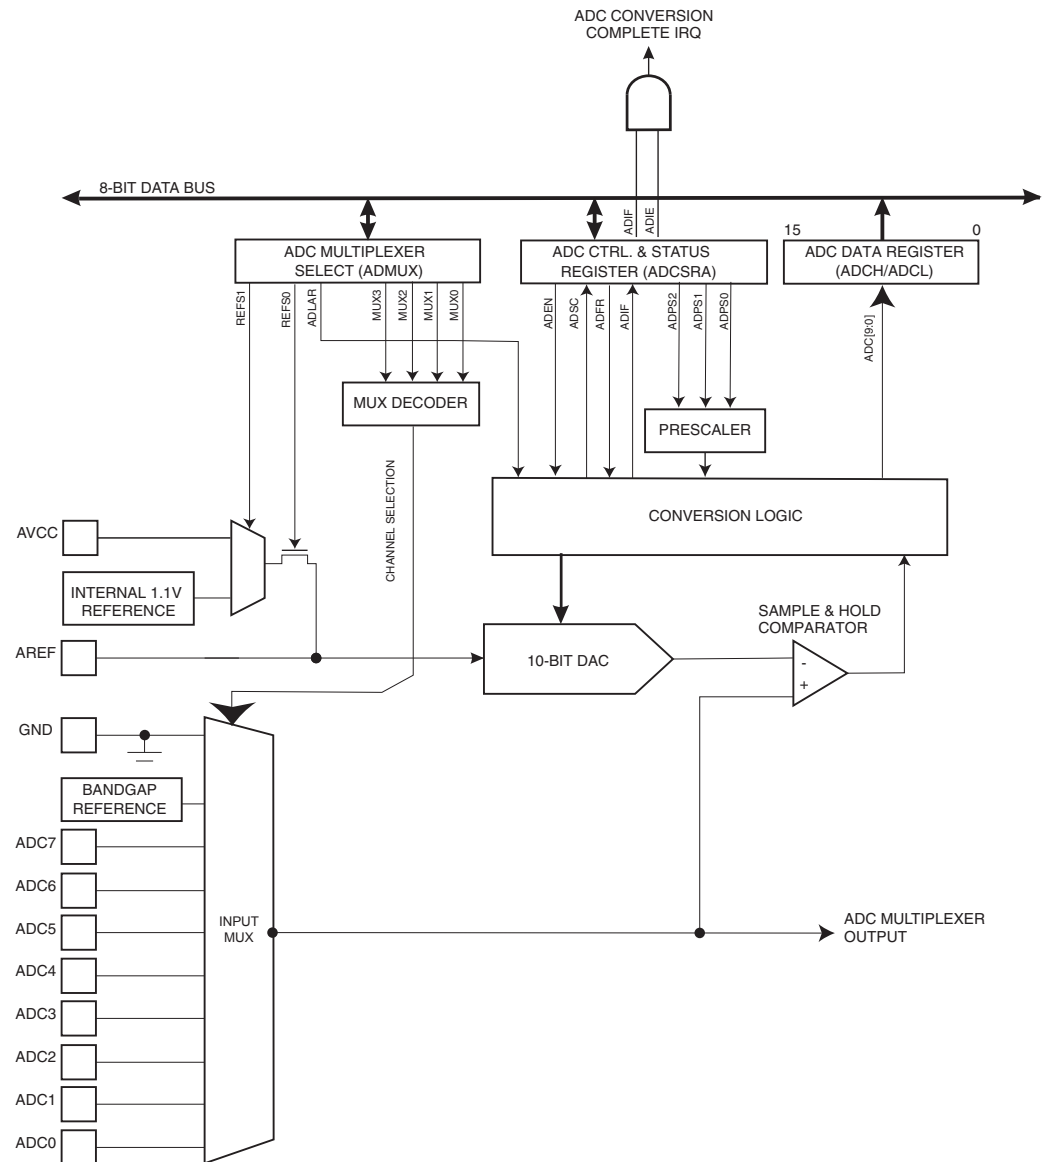 ADC CONVERSION
COMPLETE IRQ
8-BIT DATA BUS
ADIF
ADIE
15
0
ADC MULTIPLEXER
SELECT (ADMUX)
ADC CTRL. & STATUS
REGISTER (ADCSRA)
ADC DATA REGISTER
(ADCH/ADCL)
REFS1
REFS0
ADLAR
MUX3
MUX2
MUX1
MUX0
ADEN
ADSC
ADFR
ADIF
ADPS2
ADPS1
ADPS0
ADC[9:0]
MUX DECODER
PRESCALER
CHANNEL SELECTION
CONVERSION LOGIC
AVCC
INTERNAL 1.1V
REFERENCE
SAMPLE & HOLD
COMPARATOR
AREF
10-BIT DAC
-
+
GND
BANDGAP
REFERENCE
ADC7
ADC6
ADC5
ADC4
ADC3
ADC2
ADC1
ADC0
INPUT
MUX
ADC MULTIPLEXER
OUTPUT